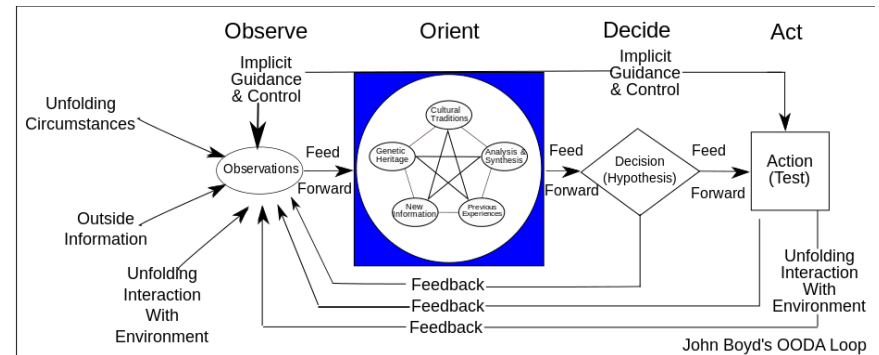 Observe
Orient
Decide
Act
Implicit
Guidance
& Control
Implicit
Guidance
& Control
Unfolding
Circumstances
Observations
Feed
Forward
Cultural
Traditions
Genetic
Heritage
Analysis &
Synthesis
New
Information
Previous
Experiences
Feed
Forward
Decision
(Hypothesis)
Feed
Forward
Action
(Test)
Outside
Information
Unfolding
Interaction
With
Environment
Feedback
Feedback
Feedback
Unfolding
Interaction
With
Environment
John Boyd's OODA Loop